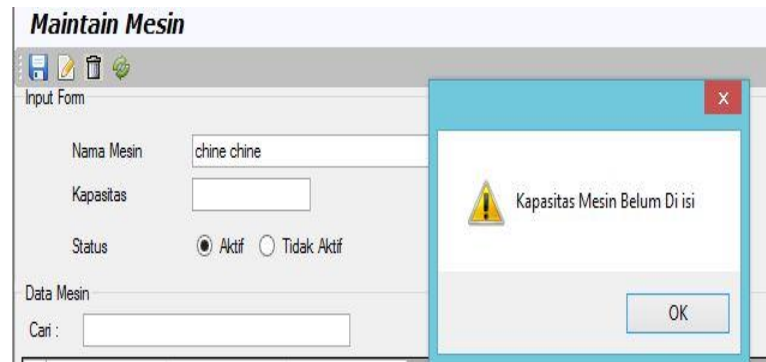 Maintain Mesin
Input Form
Nama Mesin chine chine
Kapasitas
Status Aktif Tidak Aktif
Data Mesin
Cari :
x
Kapasitas Mesin Belum Di isi
OK